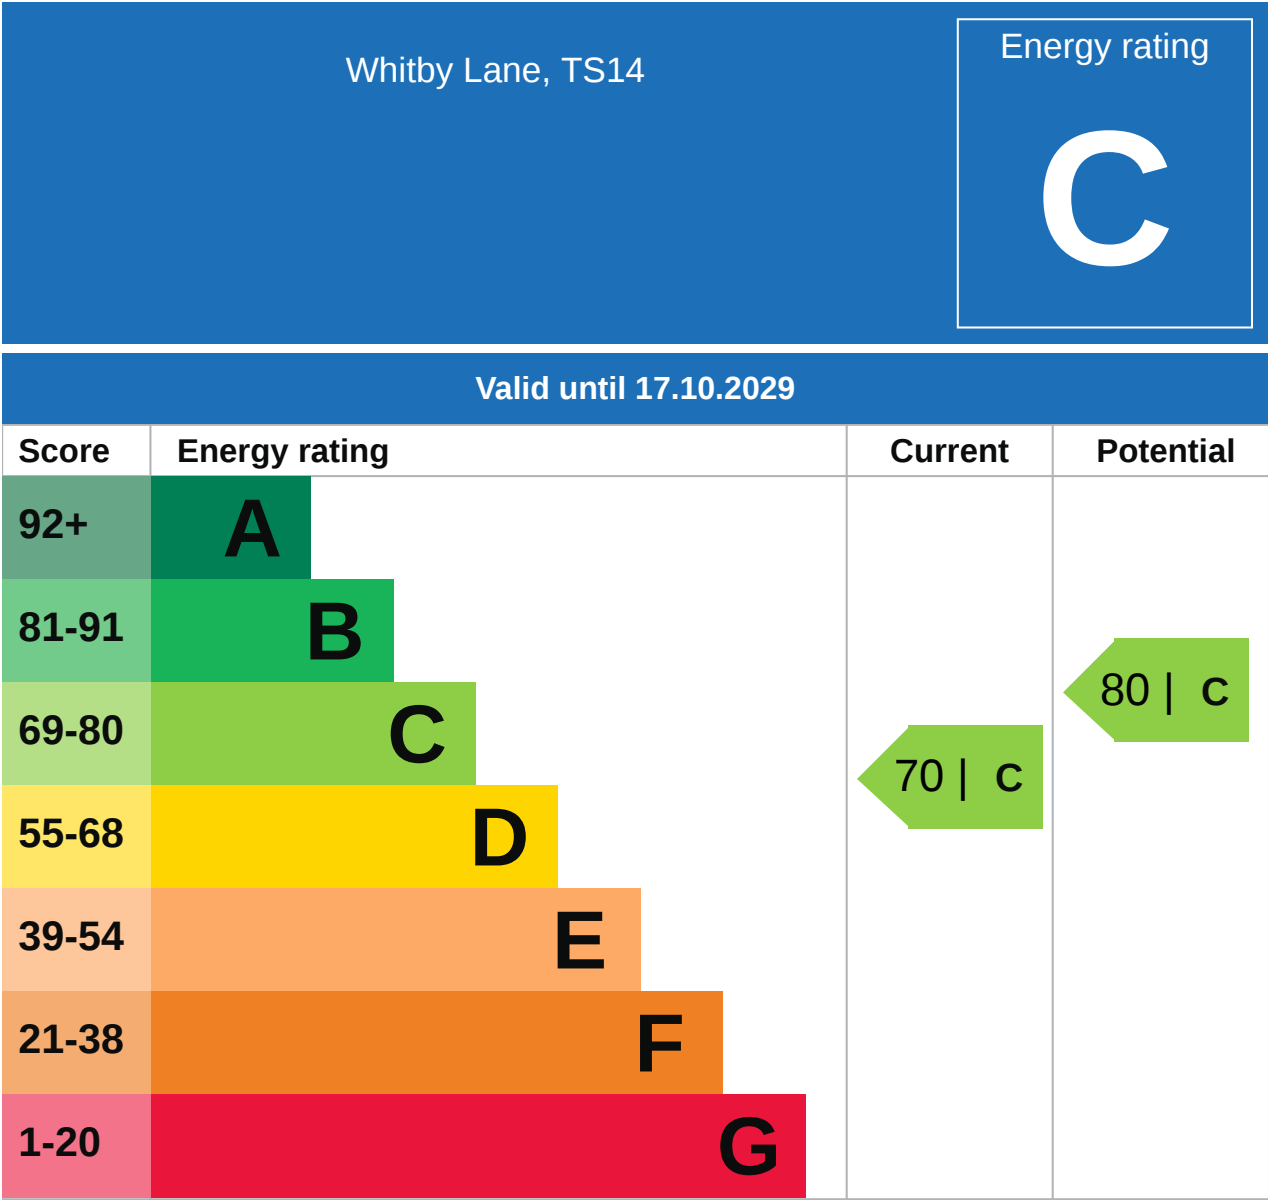 Whitby Lane, TS14
Energy rating
C
Valid until 17.10.2029
Score Energy rating Current Potential
92+ A
81-91 B
69-80 C
80 | C
70 | C
55-68 D
39-54 E
21-38 F
1-20 G